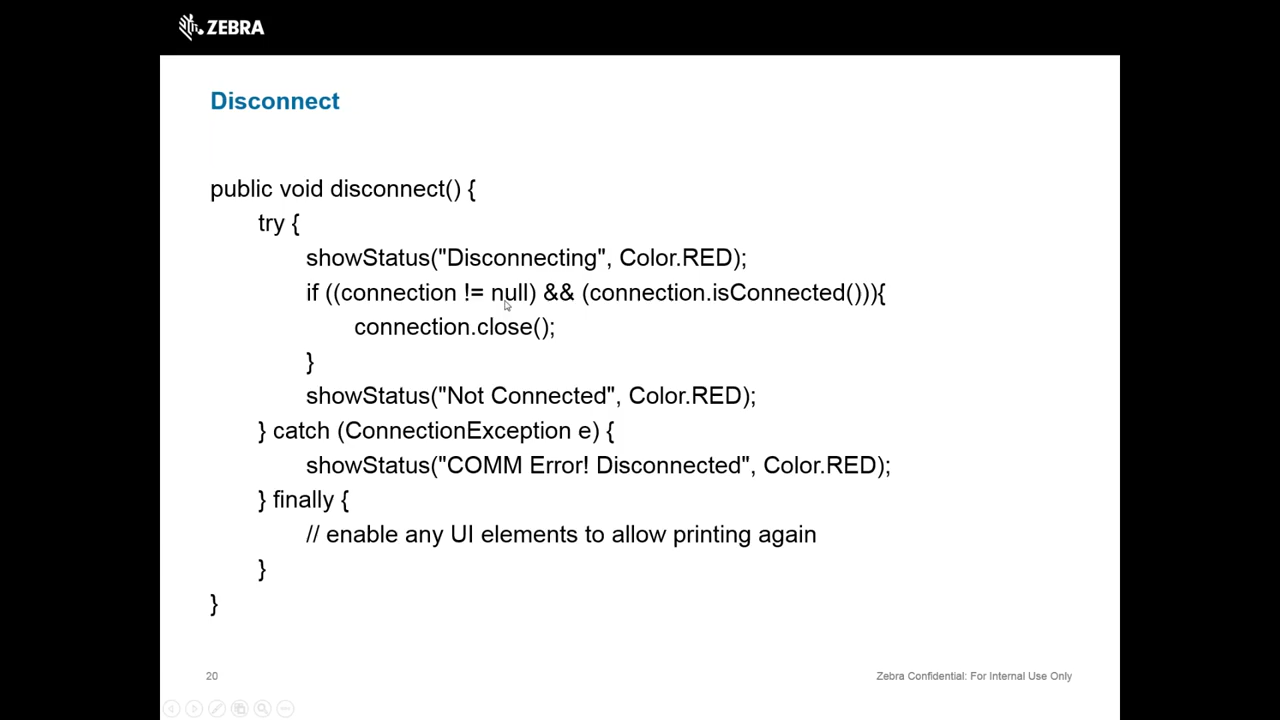 ZEBRA
Disconnect
public void disconnect() {
try {
showStatus("Disconnecting", Color.RED);
if ((connection != null) && (connection.isConnected())){
connection.close();
}
showStatus("Not Connected", Color.RED);
} catch (ConnectionException e) {
showStatus("COMM Error! Disconnected", Color.RED);
} finally {
// enable any UI elements to allow printing again
}
}
20
Zebra Confidential: For Internal Use Only